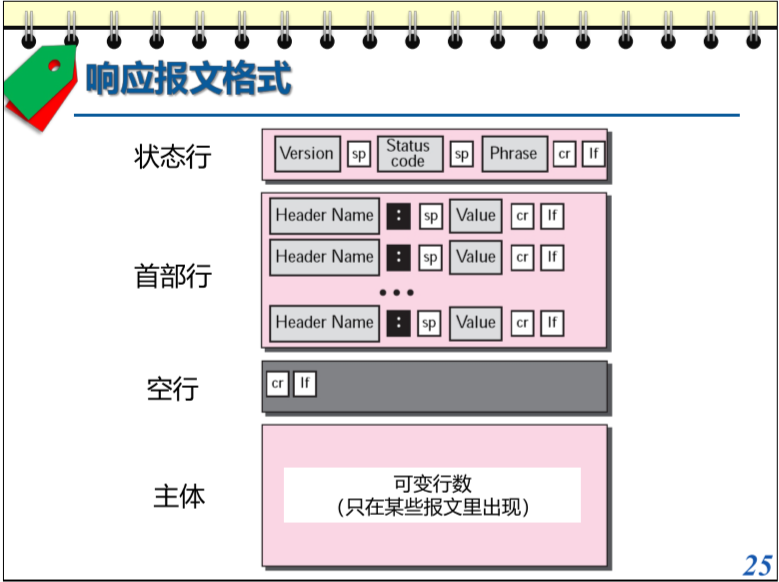 响应报文格式
状态行
Version sp Status code sp Phrase cr lf
首部行
Header Name : sp Value cr lf
Header Name : sp Value cr lf
•••
Header Name : sp Value cr lf
空行
cr lf
主体
可变行数
（只在某些报文里出现）
25